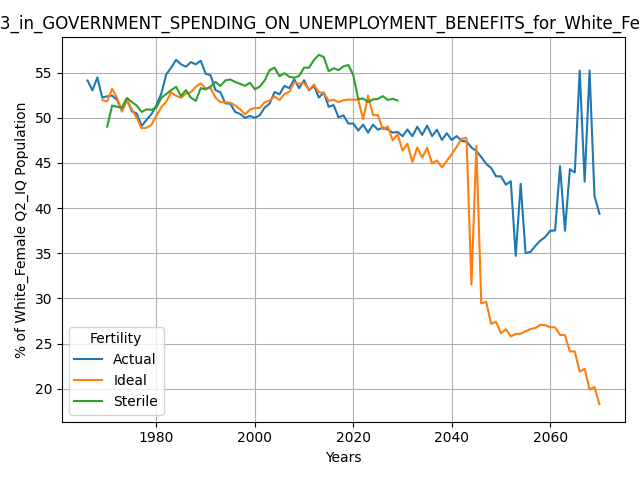 3_in_GOVERNMENT_SPENDING_ON_UNEMPLOYMENT_BENEFITS_for_White_Fe
% of White_Female Q2_IQ Population
55
50
45
40
35
30
25
20
Fertility
Actual
Ideal
Sterile
1980 2000 2020 2040 2060
Years